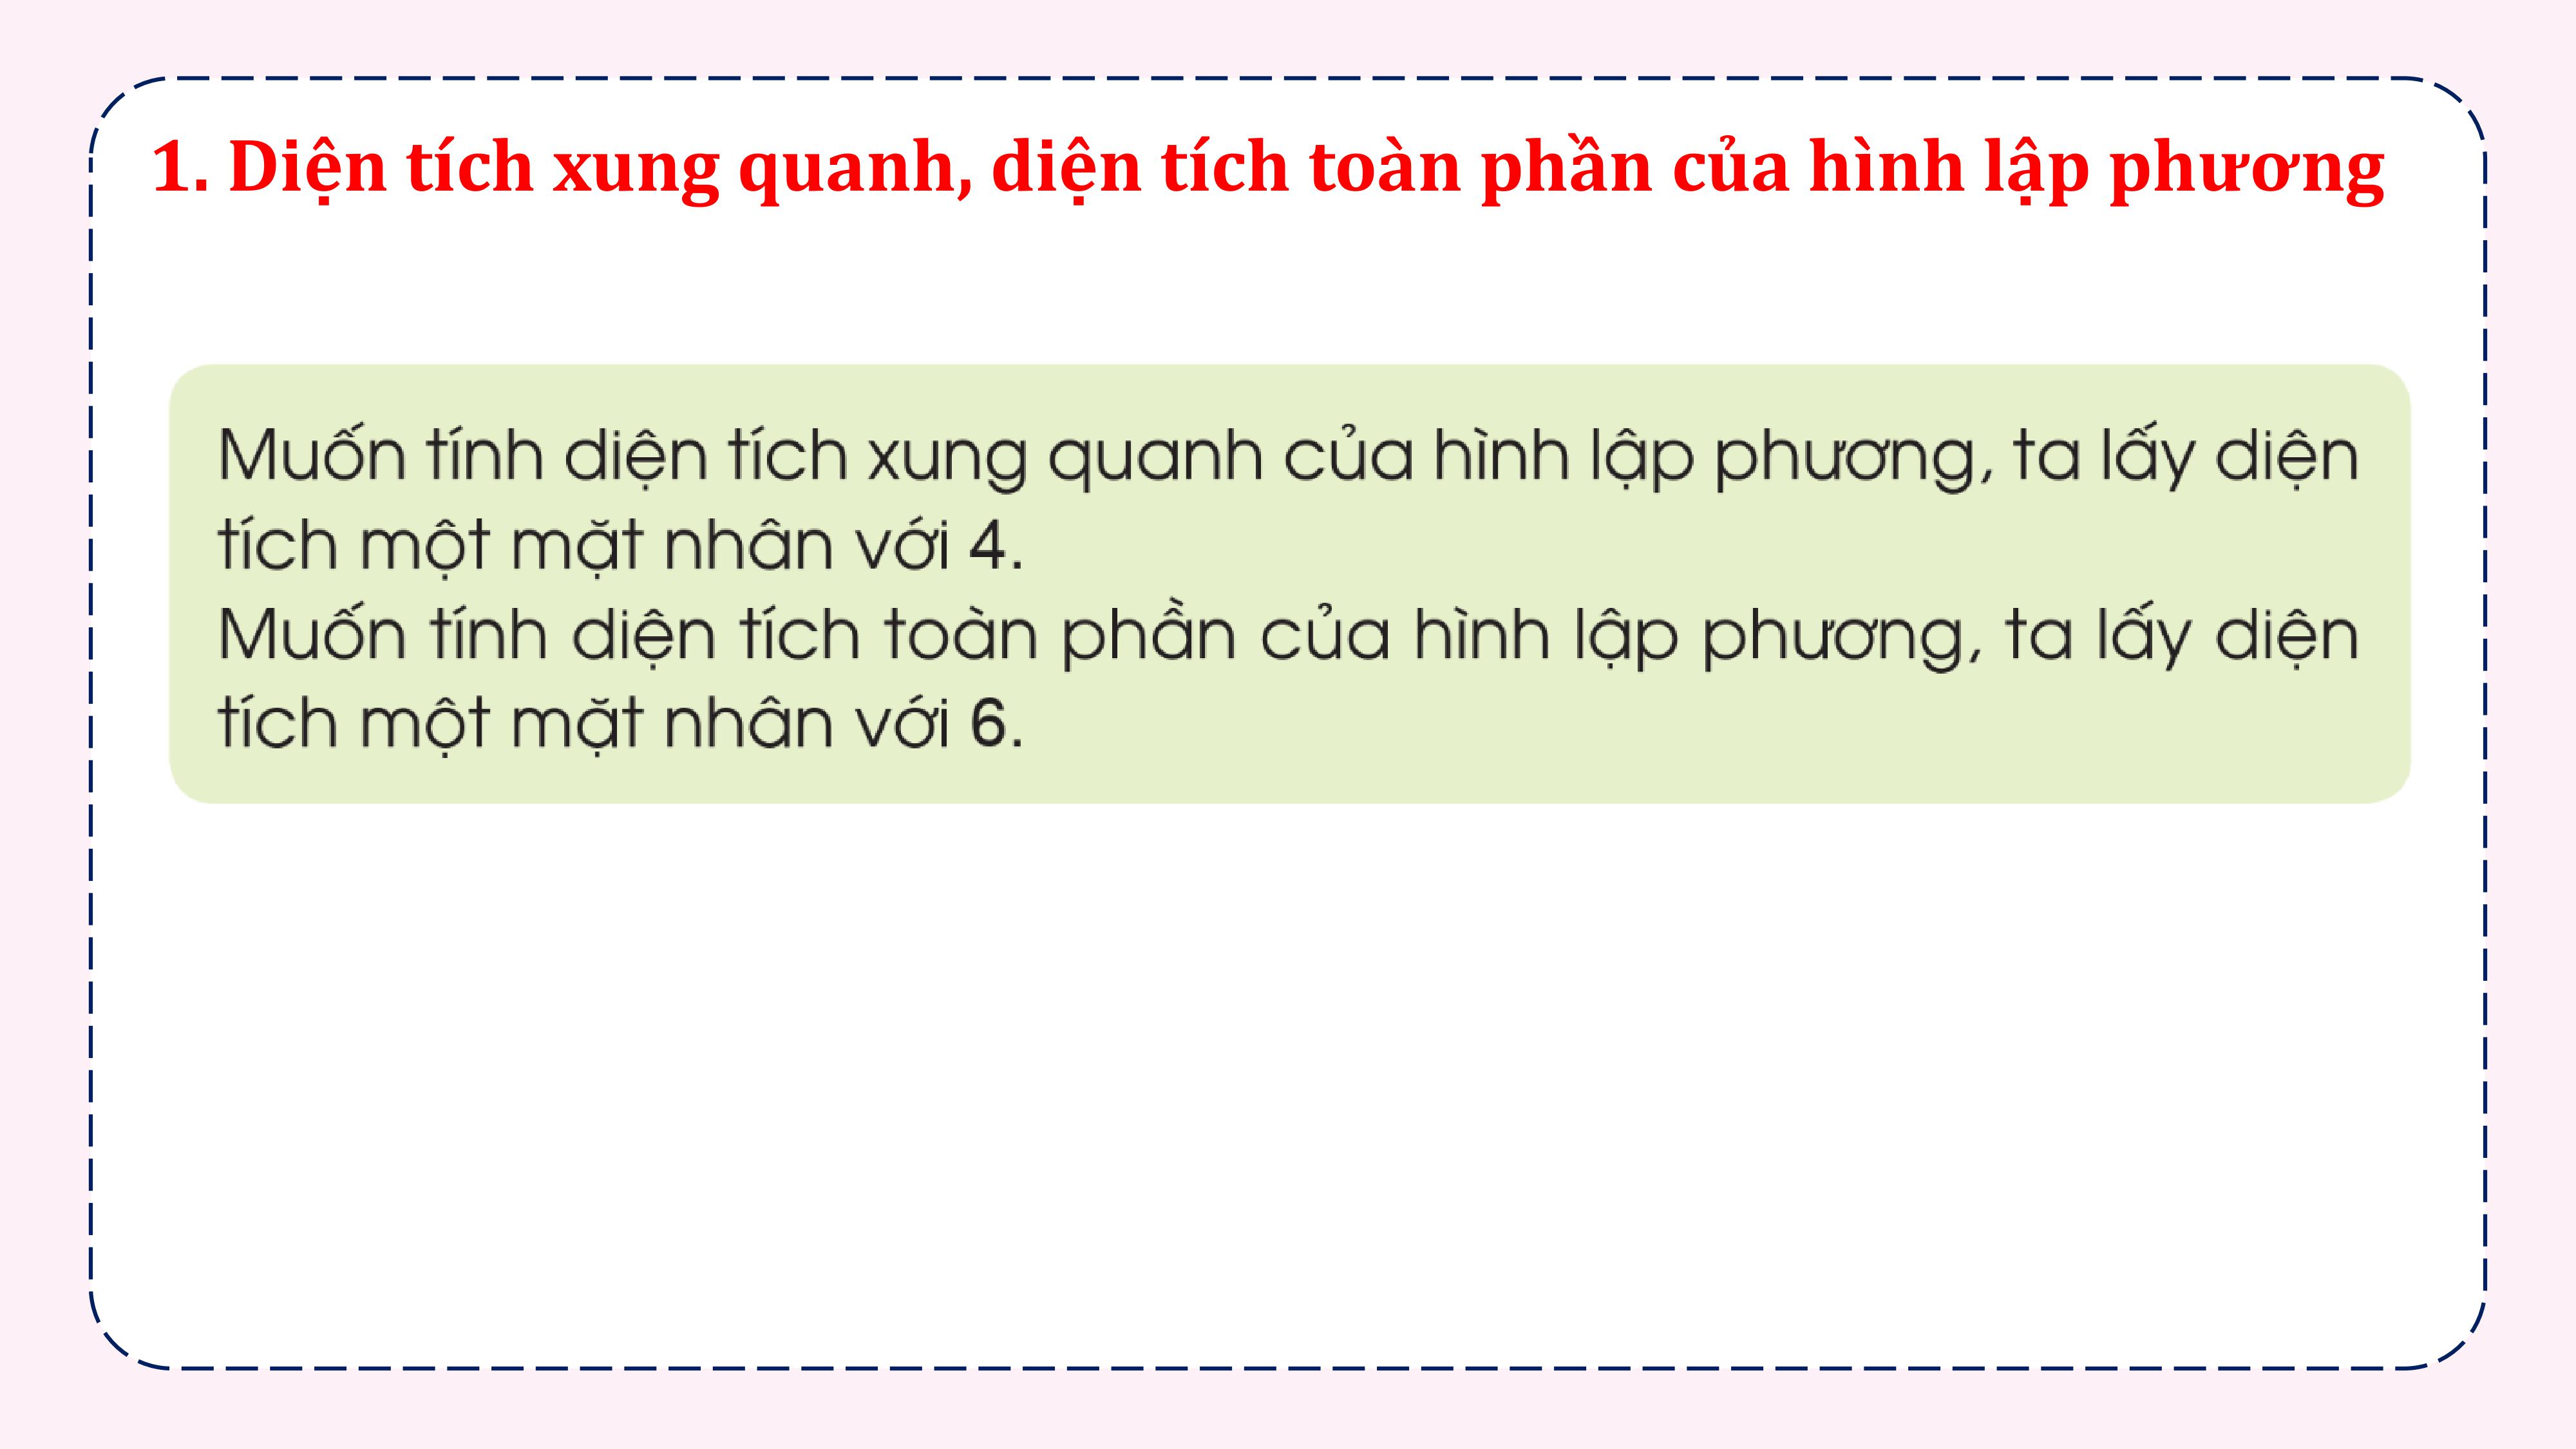 1. Diện tích xung quanh, diện tích toàn phần của hình lập phương
Muốn tính diện tích xung quanh của hình lập phương, ta lấy diện
tích một mặt nhân với 4.
Muốn tính diện tích toàn phần của hình lập phương, ta lấy diện
tích một mặt nhân với 6.